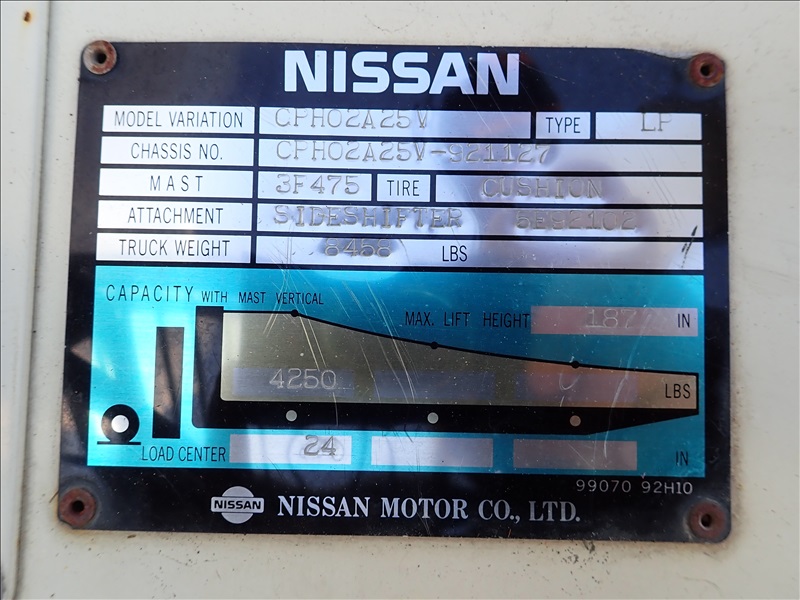 NISSAN
MODEL VARIATION CPH02A25V TYPE LP
CHASSIS NO. CPH02A25V-921127
MAST 3F475 TIRE CUSHION
ATTACHMENT SIDESHIFTER 5E92102
TRUCK WEIGHT 8458 LBS
CAPACITY WITH MAST VERTICAL
MAX. LIFT HEIGHT 187 IN
4250 LBS
LOAD CENTER 24 IN
99070 92H10
NISSAN NISSAN MOTOR CO., LTD.